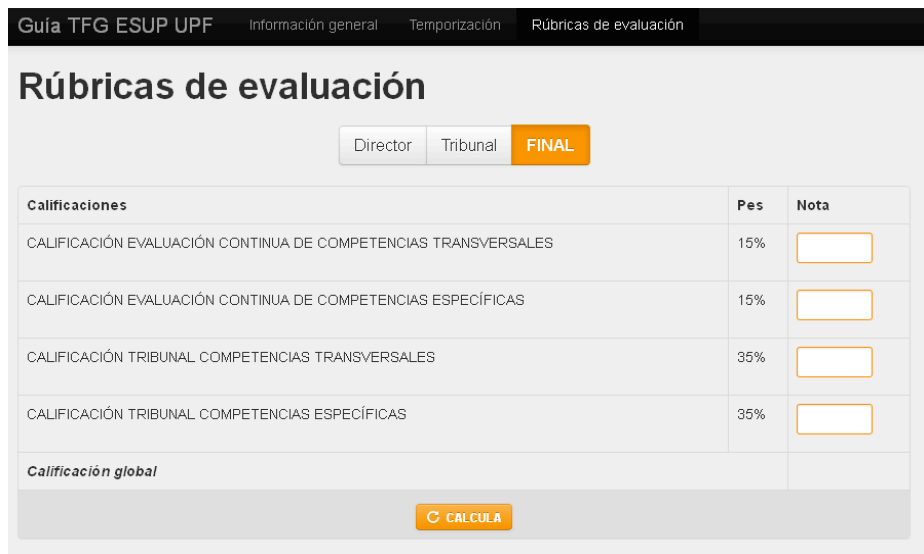 Guía TFG ESUP UPF Información general Temporización Rúbricas de evaluación
Rúbricas de evaluación
Director Tribunal FINAL
Calificaciones Pes Nota
CALIFICACIÓN EVALUACIÓN CONTINUA DE COMPETENCIAS TRANSVERSALES 15%
CALIFICACIÓN EVALUACIÓN CONTINUA DE COMPETENCIAS ESPECÍFICAS 15%
CALIFICACIÓN TRIBUNAL COMPETENCIAS TRANSVERSALES 35%
CALIFICACIÓN TRIBUNAL COMPETENCIAS ESPECÍFICAS 35%
Calificación global
CALCULA